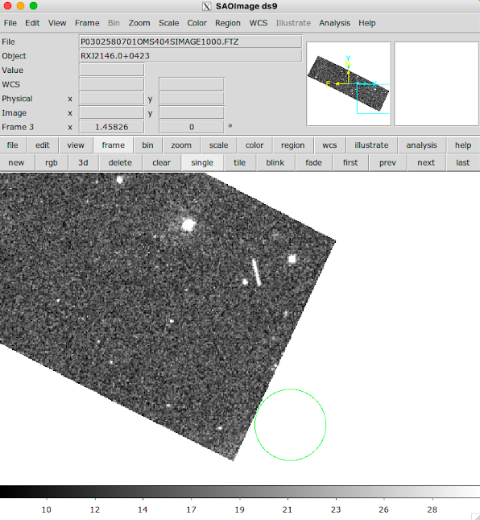 SAOImage ds9
File Edit View Frame Bin Zoom Scale Color Region WCS Illustrate Analysis Help
File P0302580701OMS404SIMAGE1000.FTZ
Object RXJ2146.0+0423
Value
WCS
Physical x y
Image x y
Frame 3 x 1.45826 0 °
file edit view frame bin zoom scale color region wcs illustrate analysis help
new rgb 3d delete clear single tile blink fade first prev next last
10 12 14 17 19 21 23 26 28